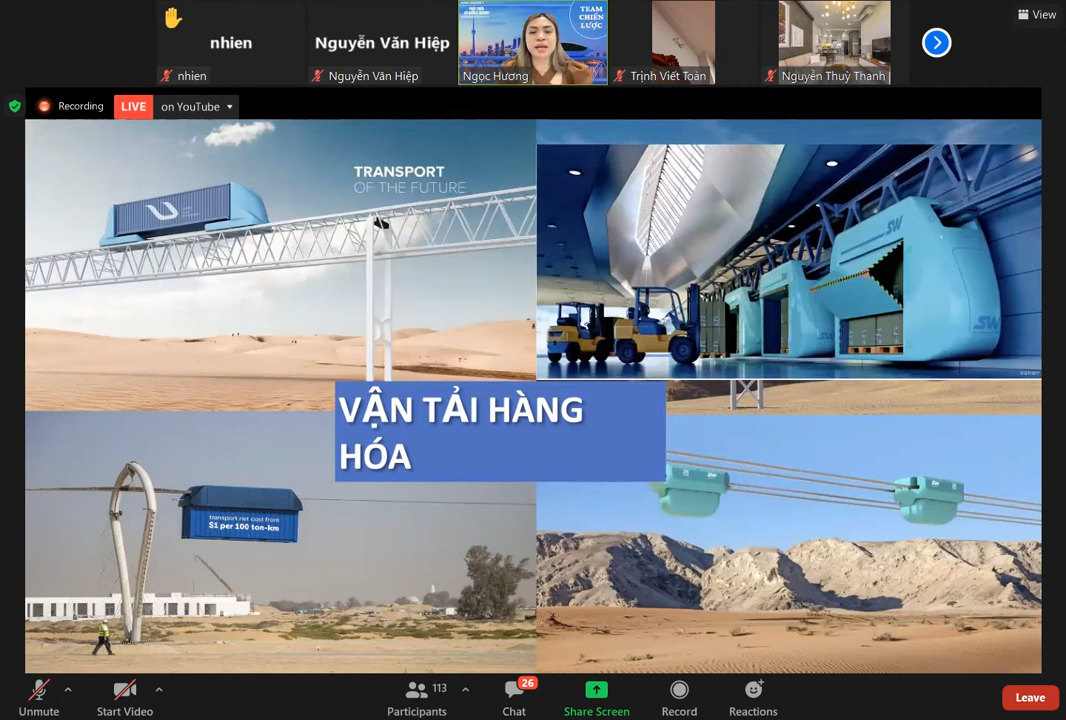 View
nhien
Nguyễn Văn Hiệp
TEAM
CHIẾN
LƯỢC
nhien
Nguyễn Văn Hiệp
Ngọc Hương
Trịnh Viết Toản
Nguyễn Thuỳ Thanh
Recording
LIVE
on YouTube
TRANSPORT
OF THE FUTURE
U
SW
SW
VẬN TẢI HÀNG
HÓA
transport net cost from
$1 per 100 ton-km
113
26
Unmute
Start Video
Participants
Chat
Share Screen
Record
Reactions
Leave